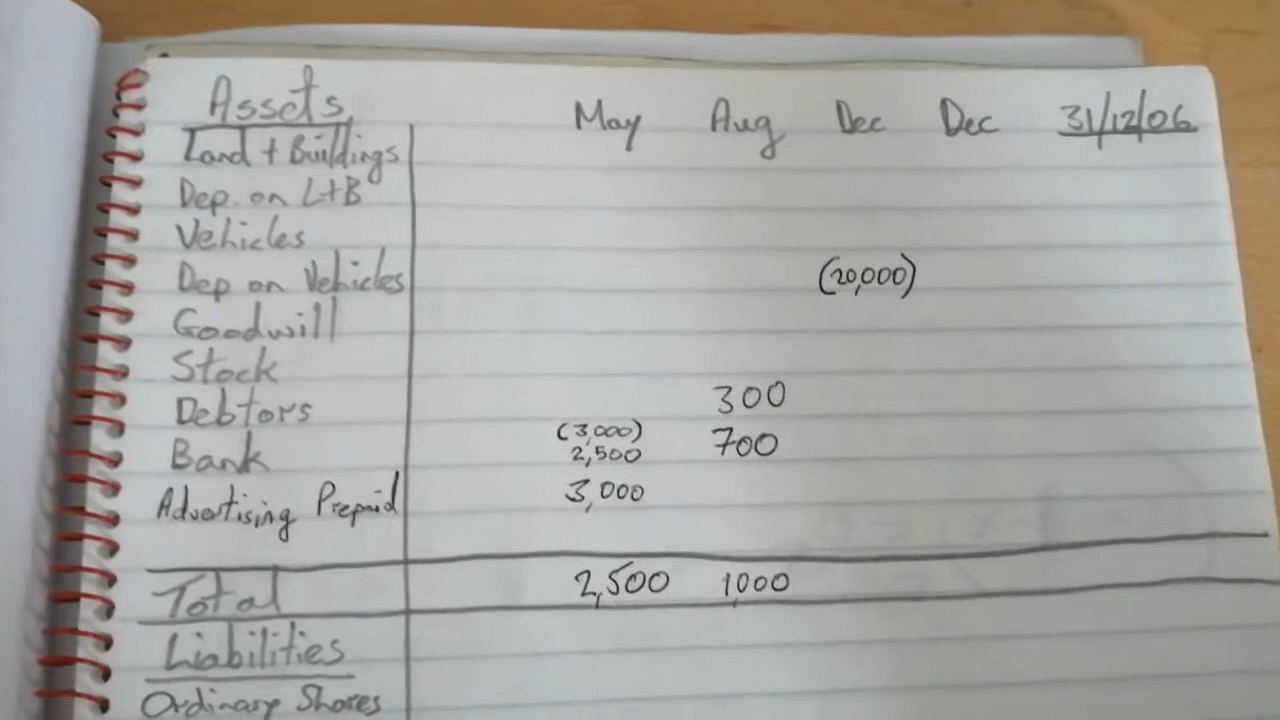 Assets May Aug Dec Dec 31/12/06
Land + Buildings
Dep. on L+B
Vehicles
Dep on Vehicles (20,000)
Goodwill
Stock
Debtors 300
(3,000)
Bank 2,500 700
Advertising Prepaid 3,000
Total 2,500 1,000
Liabilities
Ordinary Shares